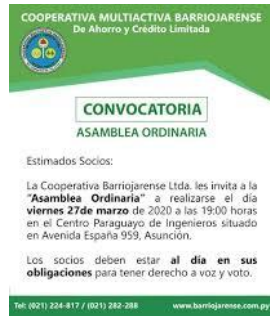 COOPERATIVA MULTIACTIVA BARRIOJARENSE
De Ahorro y Crédito Limitada
CONVOCATORIA
ASAMBLEA ORDINARIA
Estimados Socios:
La Cooperativa Barriojarense Ltda. les invita a la
"Asamblea Ordinaria" a realizarse el día
viernes 27de marzo de 2020 a las 19:00 horas
en el Centro Paraguayo de Ingenieros situado
en Avenida España 959, Asunción.
Los socios deben estar al día en sus
obligaciones para tener derecho a voz y voto.
Tel: (021) 224-817 / (021) 282-288 www.barriojarense.com.py